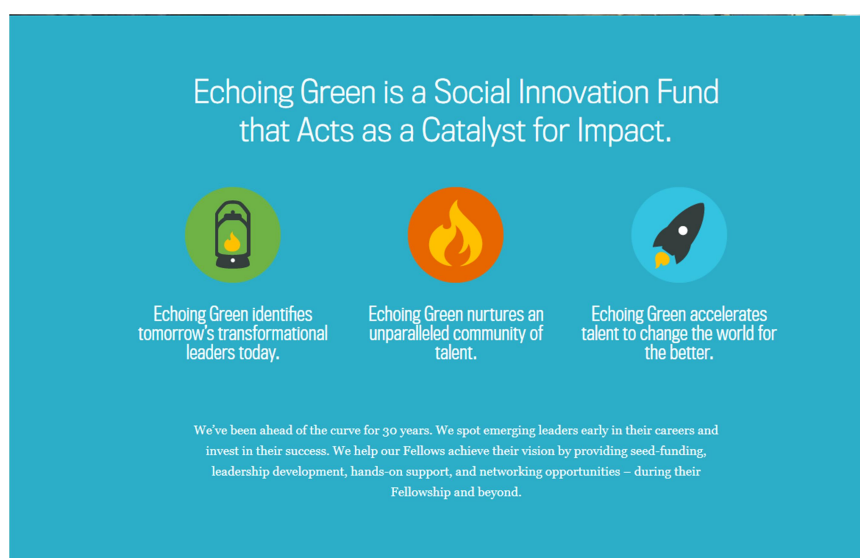 Echoing Green is a Social Innovation Fund
that Acts as a Catalyst for Impact.
Echoing Green identifies
tomorrow's transformational
leaders today.
Echoing Green nurtures an
unparalleled community of
talent.
Echoing Green accelerates
talent to change the world for
the better.
We've been ahead of the curve for 30 years. We spot emerging leaders early in their careers and
invest in their success. We help our Fellows achieve their vision by providing seed-funding,
leadership development, hands-on support, and networking opportunities – during their
Fellowship and beyond.